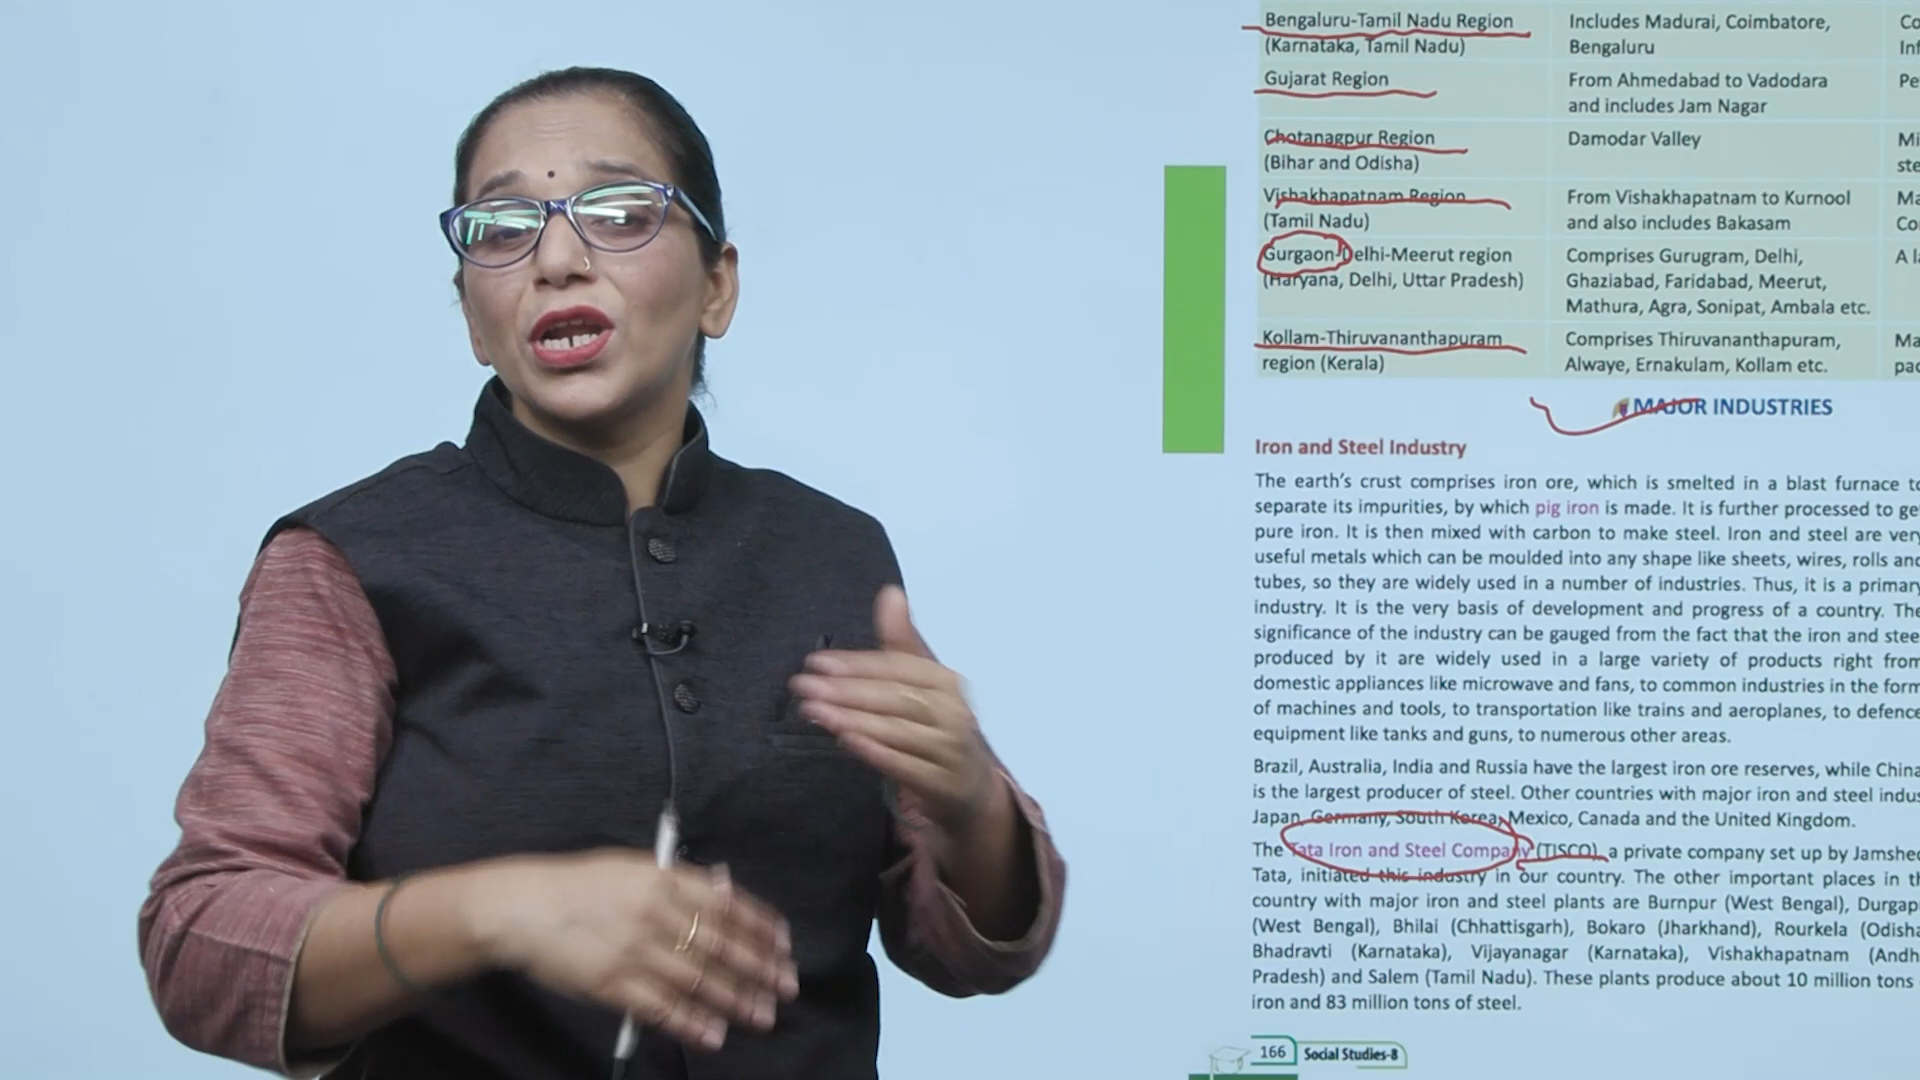 Bengaluru-Tamil Nadu Region
(Karnataka, Tamil Nadu)
Includes Madurai, Coimbatore,
Bengaluru
Gujarat Region
From Ahmedabad to Vadodara
and includes Jam Nagar
Chotanagpur Region
(Bihar and Odisha)
Damodar Valley
Vishakhapatnam Region
(Tamil Nadu)
From Vishakhapatnam to Kurnool
and also includes Bakasam
Gurgaon-Delhi-Meerut region
(Haryana, Delhi, Uttar Pradesh)
Comprises Gurugram, Delhi,
Ghaziabad, Faridabad, Meerut,
Mathura, Agra, Sonipat, Ambala etc.
A
Kollam-Thiruvananthapuram
region (Kerala)
Comprises Thiruvananthapuram,
Alwaye, Ernakulam, Kollam etc.
MAJOR INDUSTRIES
Iron and Steel Industry
The earth's crust comprises iron ore, which is smelted in a blast furnace
separate its impurities, by which pig iron is made. It is further processed to
pure iron. It is then mixed with carbon to make steel. Iron and steel are
useful metals which can be moulded into any shape like sheets, wires, rolls
tubes, so they are widely used in a number of industries. Thus, it is a primary
industry. It is the very basis of development and progress of a country. The
significance of the industry can be gauged from the fact that the iron and
produced by it are widely used in a large variety of products right from
domestic appliances like microwave and fans, to common industries in the form
of machines and tools, to transportation like trains and aeroplanes, to defence
equipment like tanks and guns, to numerous other areas.
Brazil, Australia, India and Russia have the largest iron ore reserves, while China
is the largest producer of steel. Other countries with major iron and steel
Japan, Germany, South Korea, Mexico, Canada and the United Kingdom.
The Tata Iron and Steel Company (TISCO), a private company set up by
Tata, initiated this industry in our country. The other important places in
country with major iron and steel plants are Burnpur (West Bengal),
(West Bengal), Bhilai (Chhattisgarh), Bokaro (Jharkhand), Rourkela
Bhadravti (Karnataka), Vijayanagar (Karnataka), Vishakhapatnam
Pradesh) and Salem (Tamil Nadu). These plants produce about 10 million tons
iron and 83 million tons of steel.
166 Social Studies-8